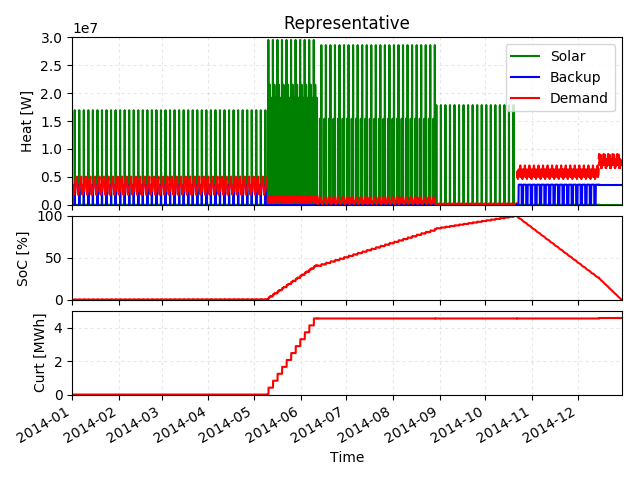 Representative
1e7
Heat [W]
3.0
2.5
2.0
1.5
1.0
0.5
0.0
Solar
Backup
Demand
SoC [%]
100
50
0
Curt [MWh]
4
2
0
2014-01
2014-02
2014-03
2014-04
2014-05
2014-06
2014-07
2014-08
2014-09
2014-10
2014-11
2014-12
Time